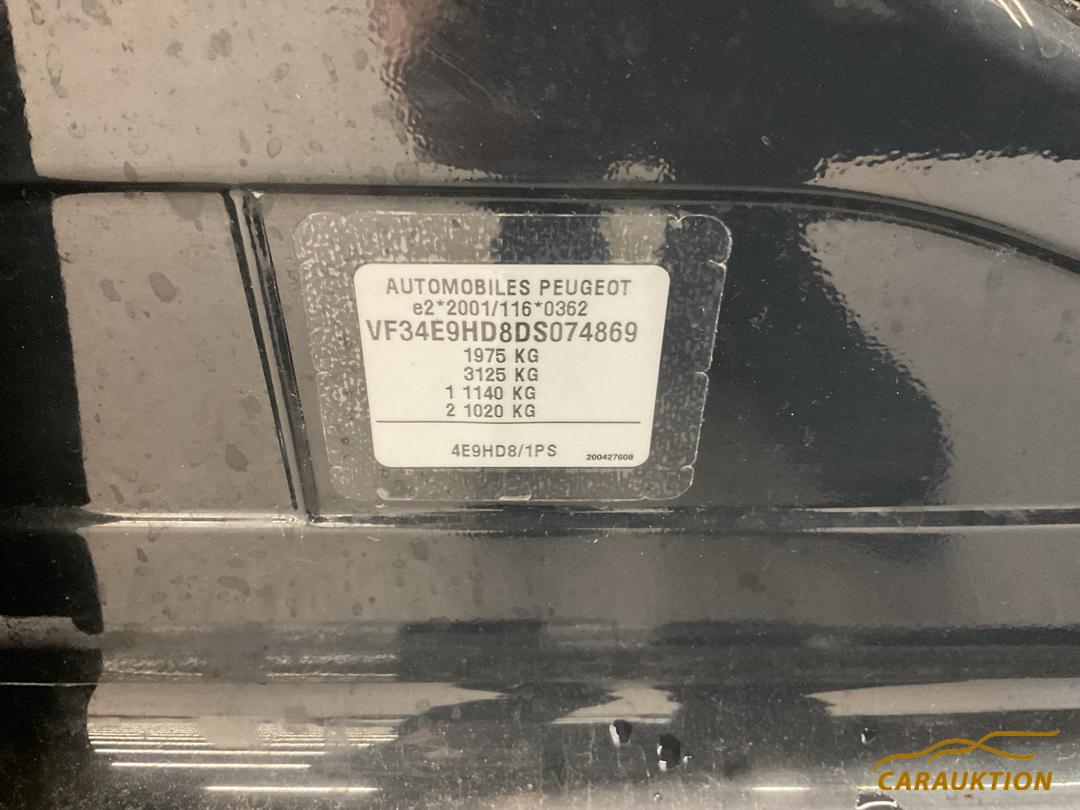 AUTOMOBILES PEUGEOT
e2*2001/116*0362
VF34E9HD8DS074869
1975 KG
3125 KG
1 1140 KG
2 1020 KG
4E9HD8/1PS
200427608
CARAUKTION